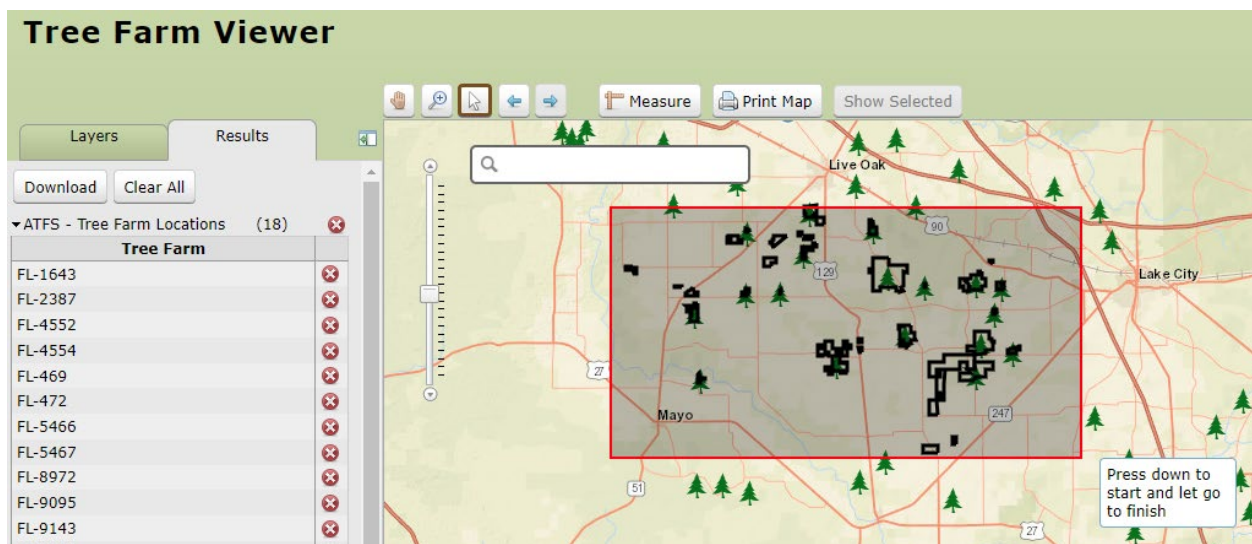 Tree Farm Viewer
Measure
Print Map
Show Selected
Layers
Results
Download
Clear All
ATFS - Tree Farm Locations (18)
Tree Farm
FL-1643
FL-2387
FL-4552
FL-4554
FL-469
FL-472
FL-5466
FL-5467
FL-8972
FL-9095
FL-9143
Live Oak
90
129
Lake City
27
Mayo
247
51
27
Press down to
start and let go
to finish